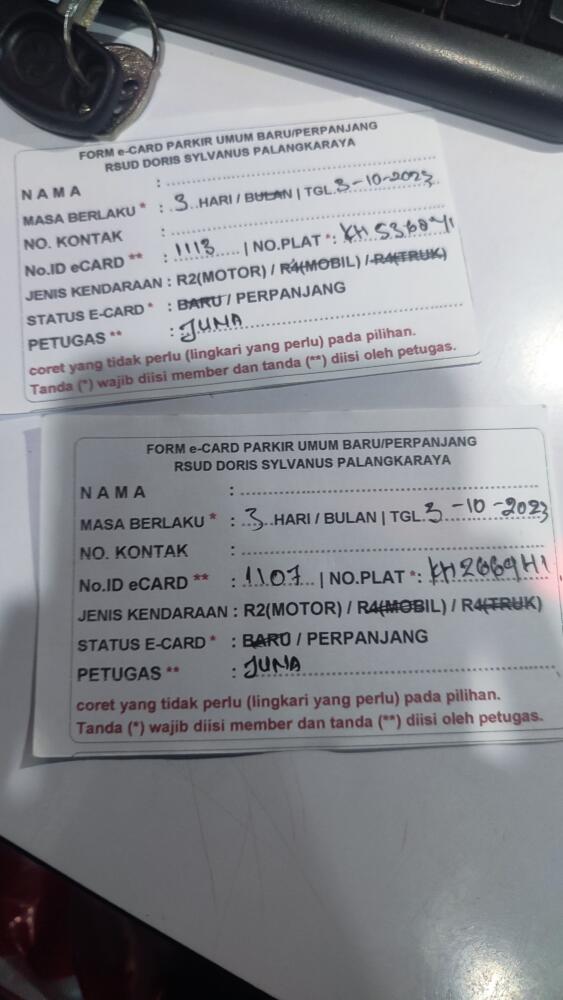 FORM e-CARD PARKIR UMUM BARU/PERPANJANG
RSUD DORIS SYLVANUS PALANGKARAYA
NAMA : ..........
MASA BERLAKU * : 3 HARI / BULAN | TGL. 3-10-2023
NO. KONTAK : ..........
No.ID eCARD ** : 1113 | NO.PLAT *:
JENIS KENDARAAN : R2(MOTOR) / R4(MOBIL) / R4(TRUK)
STATUS E-CARD * : BARU / PERPANJANG
PETUGAS ** : JUNA
coret yang tidak perlu (lingkari yang perlu) pada pilihan.
Tanda (*) wajib diisi member dan tanda (**) diisi oleh petugas.
FORM e-CARD PARKIR UMUM BARU/PERPANJANG
RSUD DORIS SYLVANUS PALANGKARAYA
NAMA : ..........
MASA BERLAKU * : 3 HARI / BULAN | TGL. 3-10-2023
NO. KONTAK : ..........
No.ID eCARD ** : 1107 | NO.PLAT *: KH2669HI
JENIS KENDARAAN : R2(MOTOR) / R4(MOBIL) / R4(TRUK)
STATUS E-CARD * : BARU / PERPANJANG
PETUGAS ** : JUNA
coret yang tidak perlu (lingkari yang perlu) pada pilihan.
Tanda (*) wajib diisi member dan tanda (**) diisi oleh petugas.